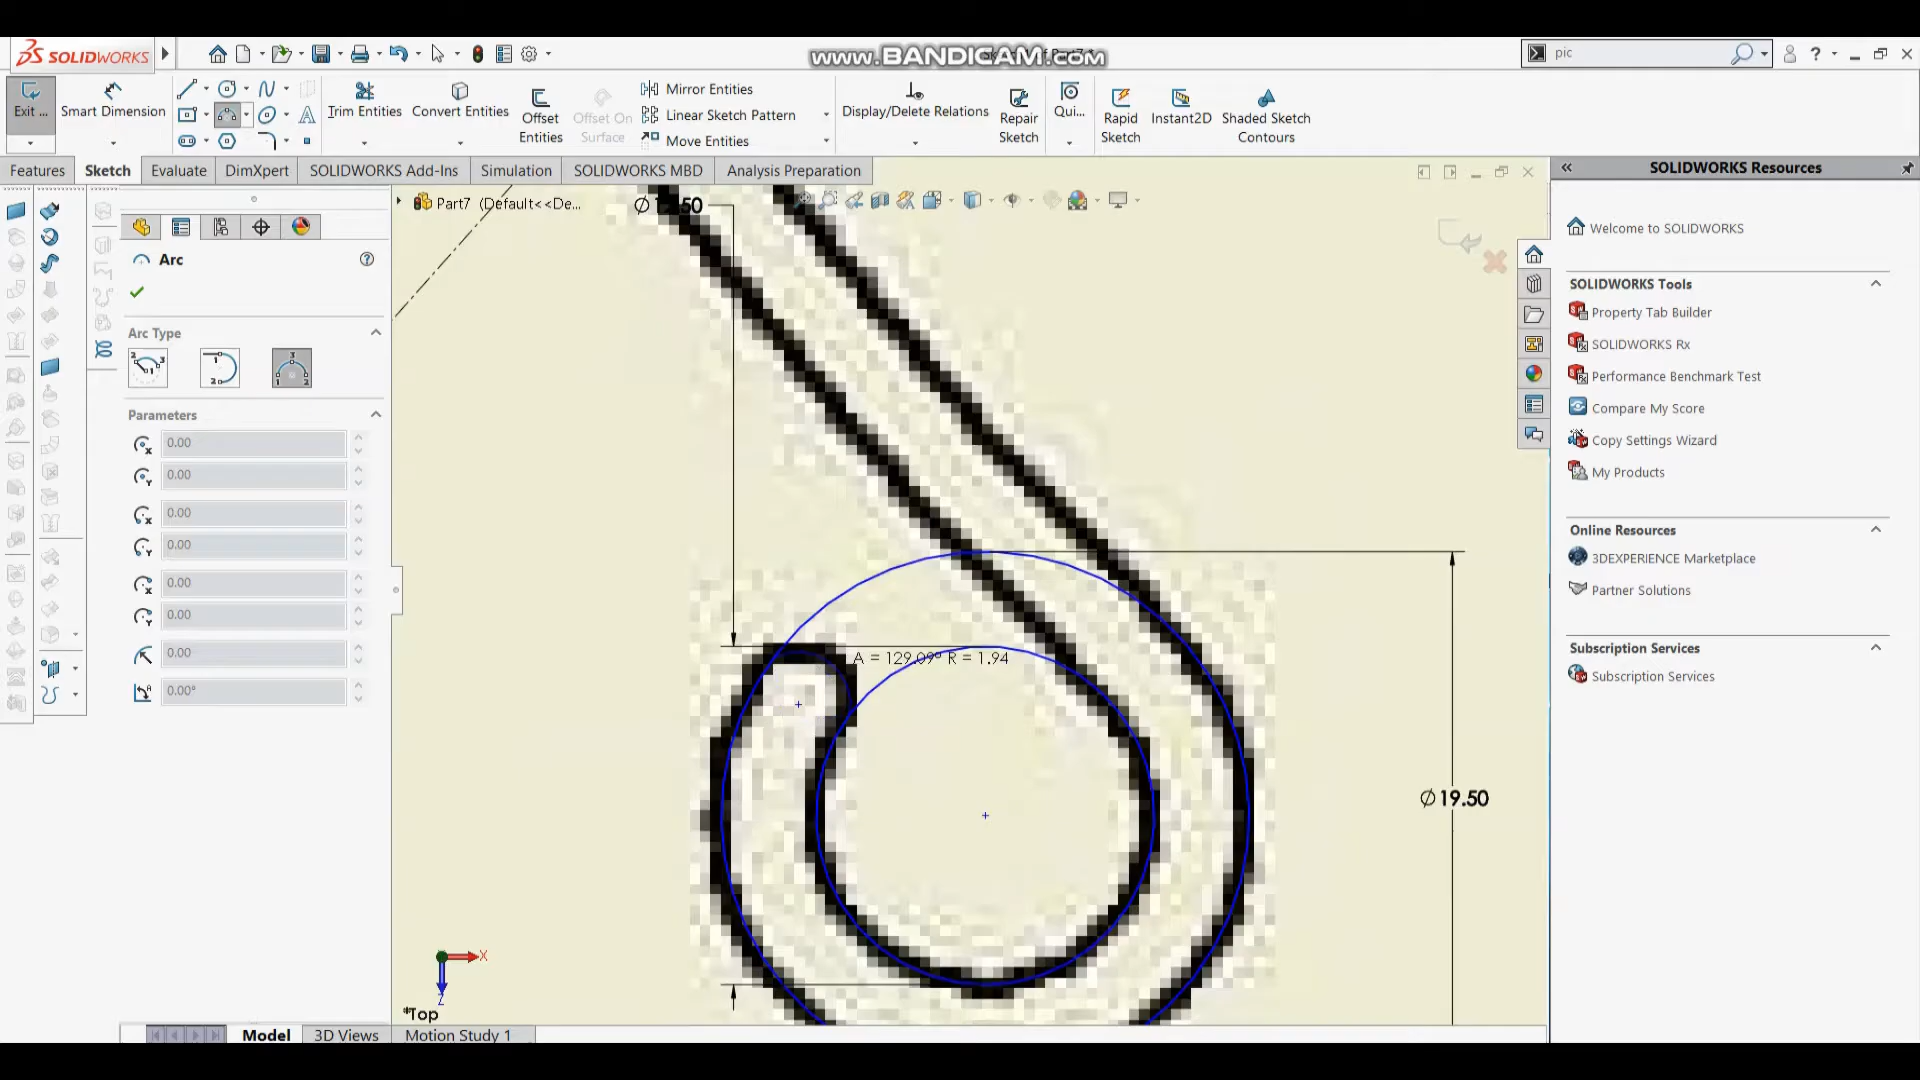 SOLIDWORKS
www.BANDICAM.com
pic
Exit ...
Smart Dimension
Trim Entities
Convert Entities
Offset Entities
Offset On Surface
Mirror Entities
Linear Sketch Pattern
Move Entities
Display/Delete Relations
Repair Sketch
Qui...
Rapid Sketch
Instant2D
Shaded Sketch Contours
Features
Sketch
Evaluate
DimXpert
SOLIDWORKS Add-Ins
Simulation
SOLIDWORKS MBD
Analysis Preparation
Part7 (Default<<De...
Arc
Arc Type
Parameters
0.00
0.00
0.00
0.00
0.00
0.00
0.00
0.00°
A = 129.09° R = 1.94
Ø19.50
X
Z
*Top
Model
3D Views
Motion Study 1
SOLIDWORKS Resources
Welcome to SOLIDWORKS
SOLIDWORKS Tools
Property Tab Builder
SOLIDWORKS Rx
Performance Benchmark Test
Compare My Score
Copy Settings Wizard
My Products
Online Resources
3DEXPERIENCE Marketplace
Partner Solutions
Subscription Services
Subscription Services